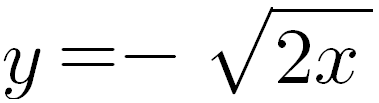 y = - √2x